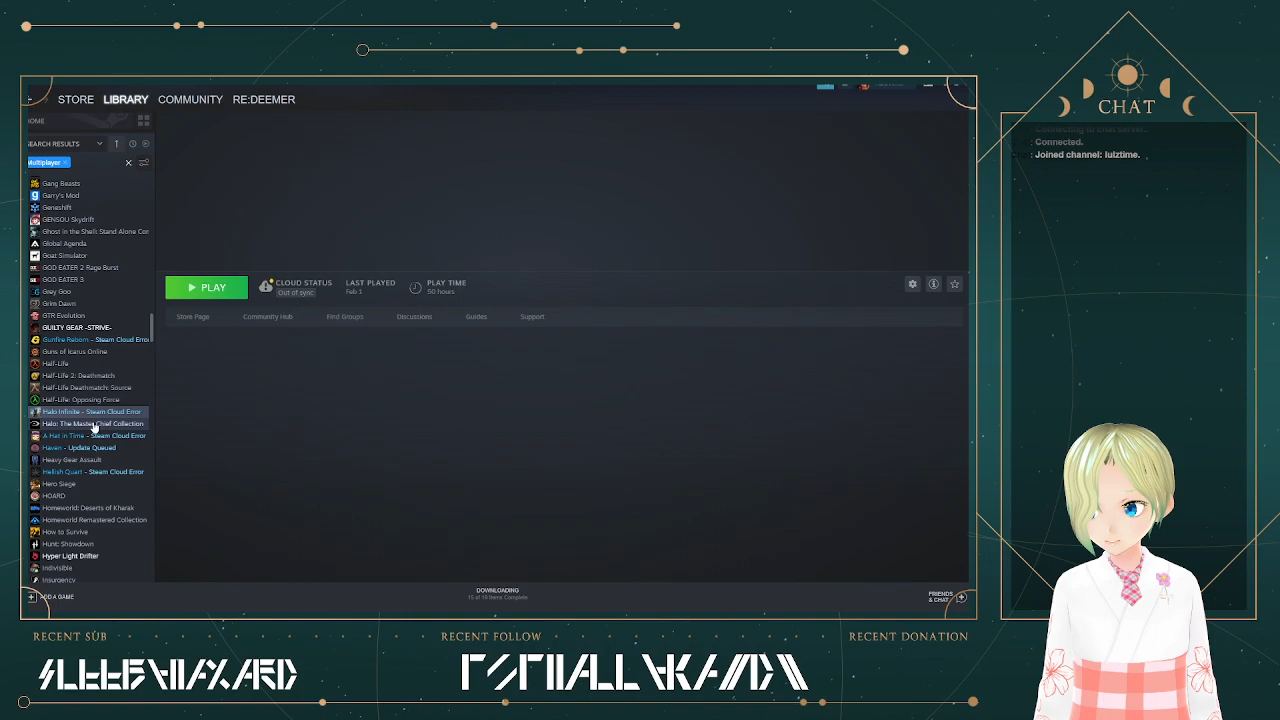 CHAT
Connecting to chat server...
: Connected.
: Joined channel: lulztime.
STORE LIBRARY COMMUNITY RE:DEEMER
HOME
SEARCH RESULTS
Multiplayer ×
Gang Beasts
Garry's Mod
Geneshift
GENSOU Skydrift
Ghost in the Shell: Stand Alone Con
Global Agenda
Goat Simulator
GOD EATER 2 Rage Burst
GOD EATER 3
Grey Goo
Grim Dawn
GTR Evolution
GUILTY GEAR -STRIVE-
Gunfire Reborn - Steam Cloud Error
Guns of Icarus Online
Half-Life
Half-Life 2: Deathmatch
Half-Life Deathmatch: Source
Half-Life: Opposing Force
Halo Infinite - Steam Cloud Error
Halo: The Master Chief Collection
A Hat in Time - Steam Cloud Error
Haven - Update Queued
Heavy Gear Assault
Hellish Quart - Steam Cloud Error
Hero Siege
HOARD
Homeworld: Deserts of Kharak
Homeworld Remastered Collection
How to Survive
Hunt: Showdown
Hyper Light Drifter
Indivisible
Insurgency
ADD A GAME
PLAY
CLOUD STATUS
Out of sync
LAST PLAYED
Feb 1
PLAY TIME
50 hours
Store Page Community Hub Find Groups Discussions Guides Support
DOWNLOADING
FRIENDS
& CHAT
RECENT SUB RECENT FOLLOW RECENT DONATION